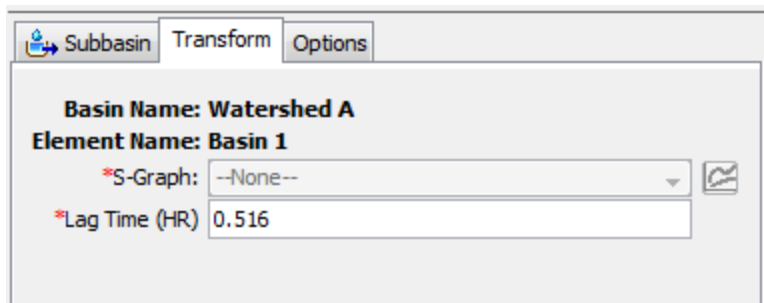 Subbasin Transform Options
Basin Name: Watershed A
Element Name: Basin 1
*S-Graph: --None--
*Lag Time (HR) 0.516